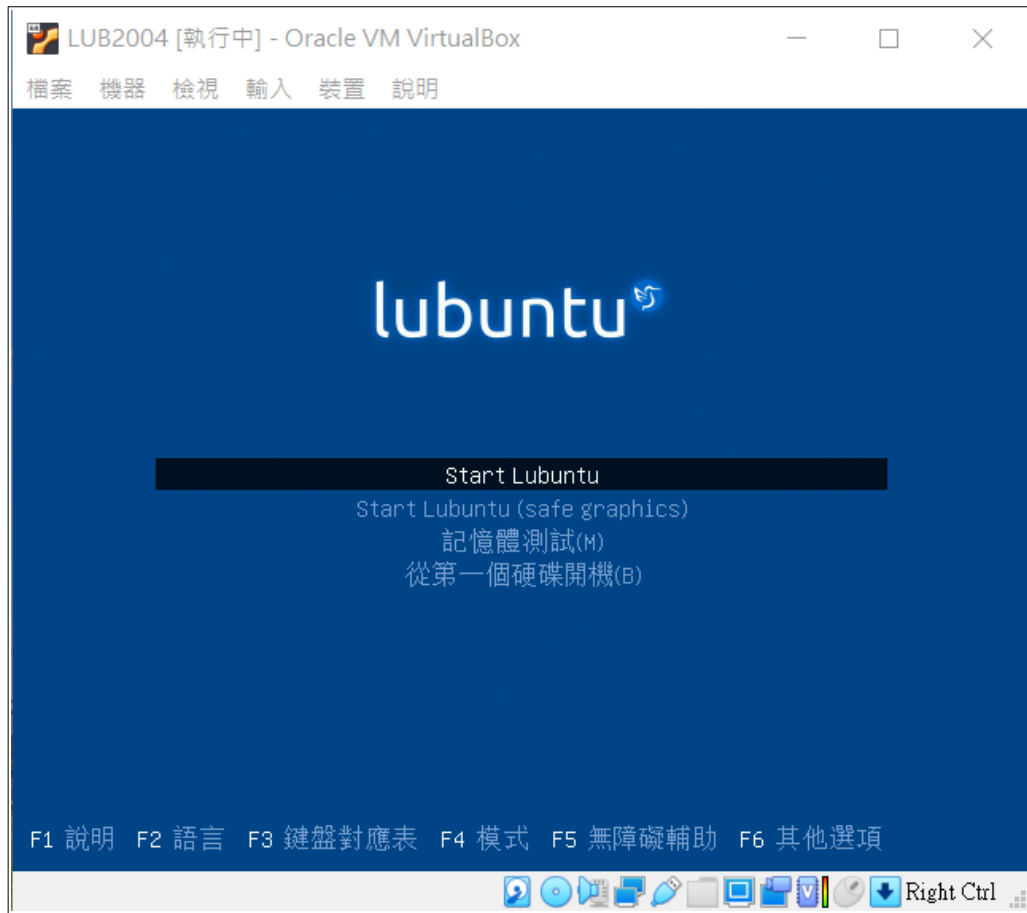 LUB2004 [執行中] - Oracle VM VirtualBox
檔案 機器 檢視 輸入 裝置 說明
lubuntu
Start Lubuntu
Start Lubuntu (safe graphics)
記憶體測試(M)
從第一個硬碟開機(B)
F1 說明 F2 語言 F3 鍵盤對應表 F4 模式 F5 無障礙輔助 F6 其他選項
Right Ctrl